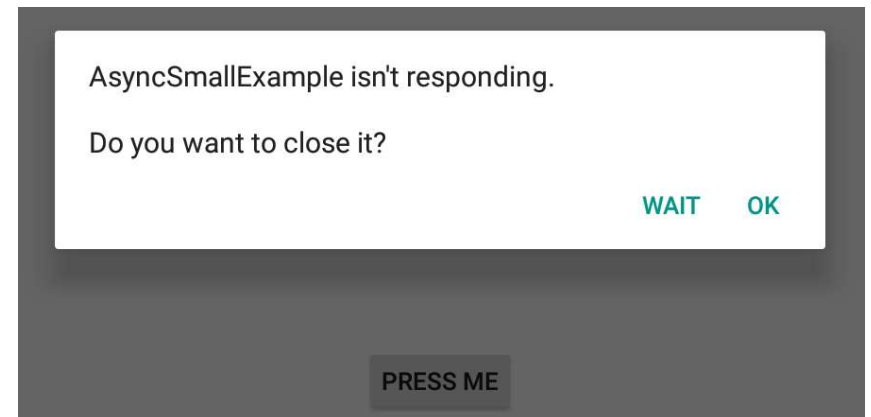 AsyncSmallExample isn't responding.
Do you want to close it?
WAIT OK
PRESS ME